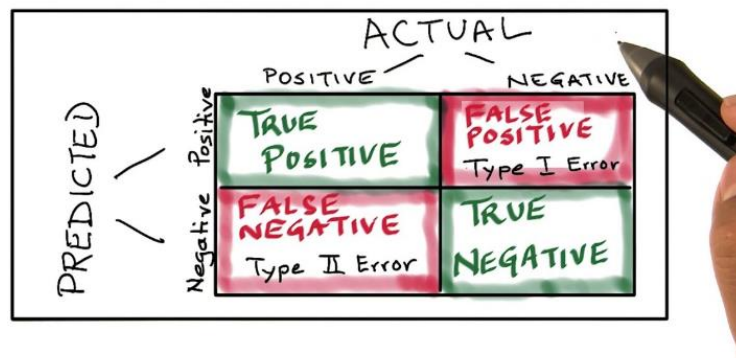 ACTUAL
POSITIVE NEGATIVE
PREDICTED
Positive
TRUE
POSITIVE
FALSE
POSITIVE
Type I Error
Negative
FALSE
NEGATIVE
Type II Error
TRUE
NEGATIVE